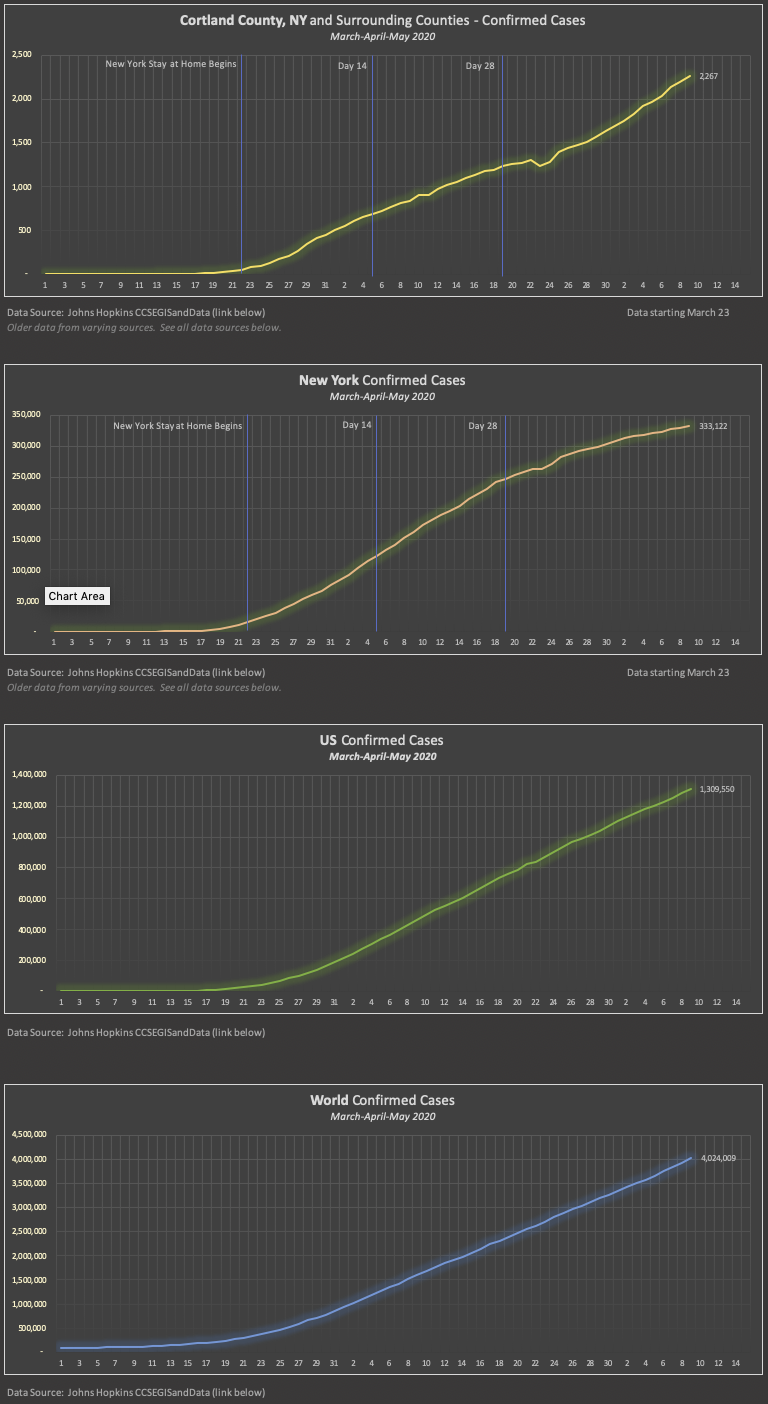 Cortland County, NY and Surrounding Counties - Confirmed Cases
March-April-May 2020
2,500
2,000
1,500
1,000
500
-
New York Stay at Home Begins
Day 14
Day 28
2,267
1 3 5 7 9 11 13 15 17 19 21 23 25 27 29 31 2 4 6 8 10 12 14 16 18 20 22 24 26 28 30 2 4 6 8 10 12 14
Data Source: Johns Hopkins CCSEGISandData (link below)
Data starting March 23
Older data from varying sources. See all data sources below.
New York Confirmed Cases
March-April-May 2020
350,000
300,000
250,000
200,000
150,000
100,000
50,000
-
New York Stay at Home Begins
Day 14
Day 28
333,122
Chart Area
1 3 5 7 9 11 13 15 17 19 21 23 25 27 29 31 2 4 6 8 10 12 14 16 18 20 22 24 26 28 30 2 4 6 8 10 12 14
Data Source: Johns Hopkins CCSEGISandData (link below)
Data starting March 23
Older data from varying sources. See all data sources below.
US Confirmed Cases
March-April-May 2020
1,400,000
1,200,000
1,000,000
800,000
600,000
400,000
200,000
-
1,309,550
1 3 5 7 9 11 13 15 17 19 21 23 25 27 29 31 2 4 6 8 10 12 14 16 18 20 22 24 26 28 30 2 4 6 8 10 12 14
Data Source: Johns Hopkins CCSEGISandData (link below)
World Confirmed Cases
March-April-May 2020
4,500,000
4,000,000
3,500,000
3,000,000
2,500,000
2,000,000
1,500,000
1,000,000
500,000
-
4,024,009
1 3 5 7 9 11 13 15 17 19 21 23 25 27 29 31 2 4 6 8 10 12 14 16 18 20 22 24 26 28 30 2 4 6 8 10 12 14
Data Source: Johns Hopkins CCSEGISandData (link below)